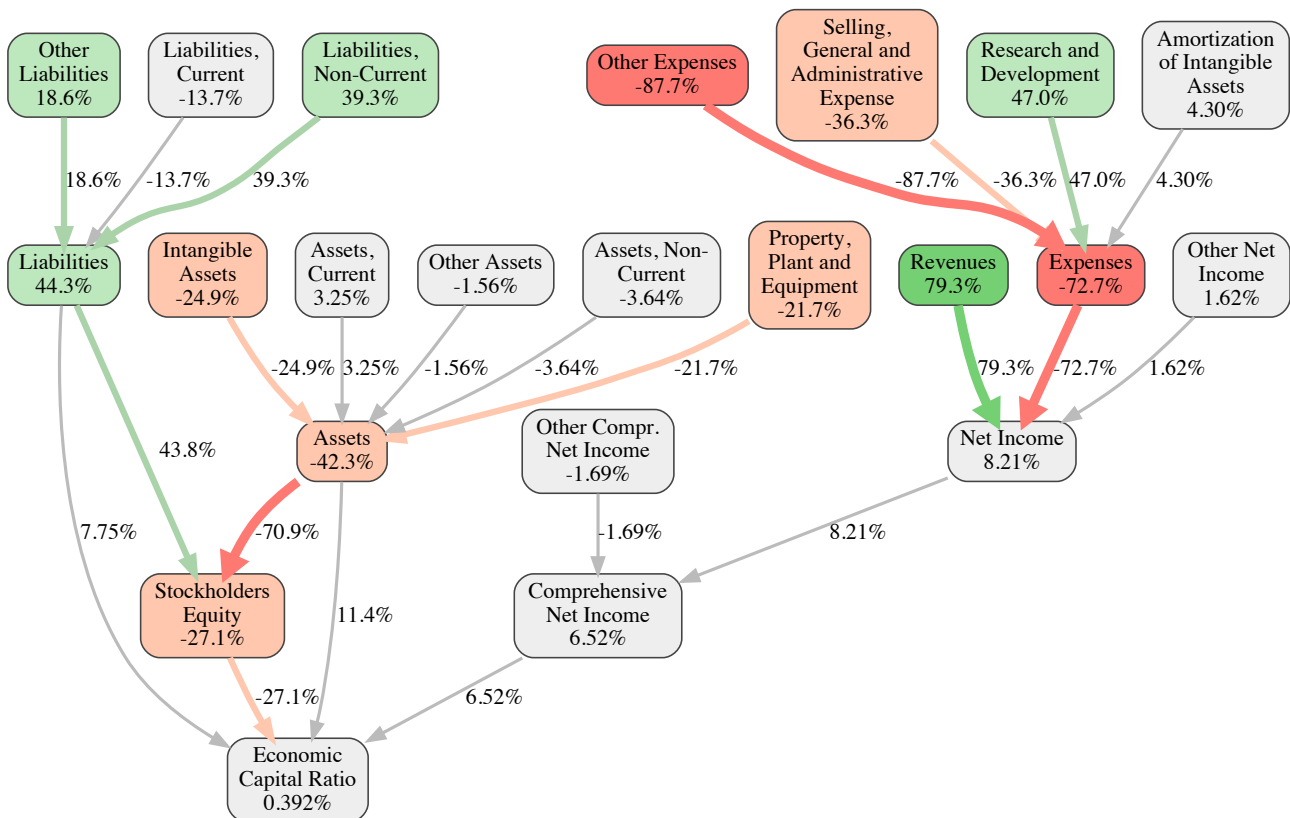 Other
Liabilities
18.6%
Liabilities,
Current
-13.7%
Liabilities,
Non-Current
39.3%
Other Expenses
-87.7%
Selling,
General and
Administrative
Expense
-36.3%
Research and
Development
47.0%
Amortization
of Intangible
Assets
4.30%
18.6%
-13.7%
39.3%
-87.7%
-36.3%
47.0%
4.30%
Liabilities
44.3%
Intangible
Assets
-24.9%
Assets,
Current
3.25%
Other Assets
-1.56%
Assets, Non-
Current
-3.64%
Property,
Plant and
Equipment
-21.7%
Revenues
79.3%
Expenses
-72.7%
Other Net
Income
1.62%
-24.9%
3.25%
-1.56%
-3.64%
-21.7%
79.3%
-72.7%
1.62%
43.8%
Assets
-42.3%
Other Compr.
Net Income
-1.69%
Net Income
8.21%
7.75%
-70.9%
-1.69%
8.21%
Stockholders
Equity
-27.1%
11.4%
Comprehensive
Net Income
6.52%
-27.1%
6.52%
Economic
Capital Ratio
0.392%